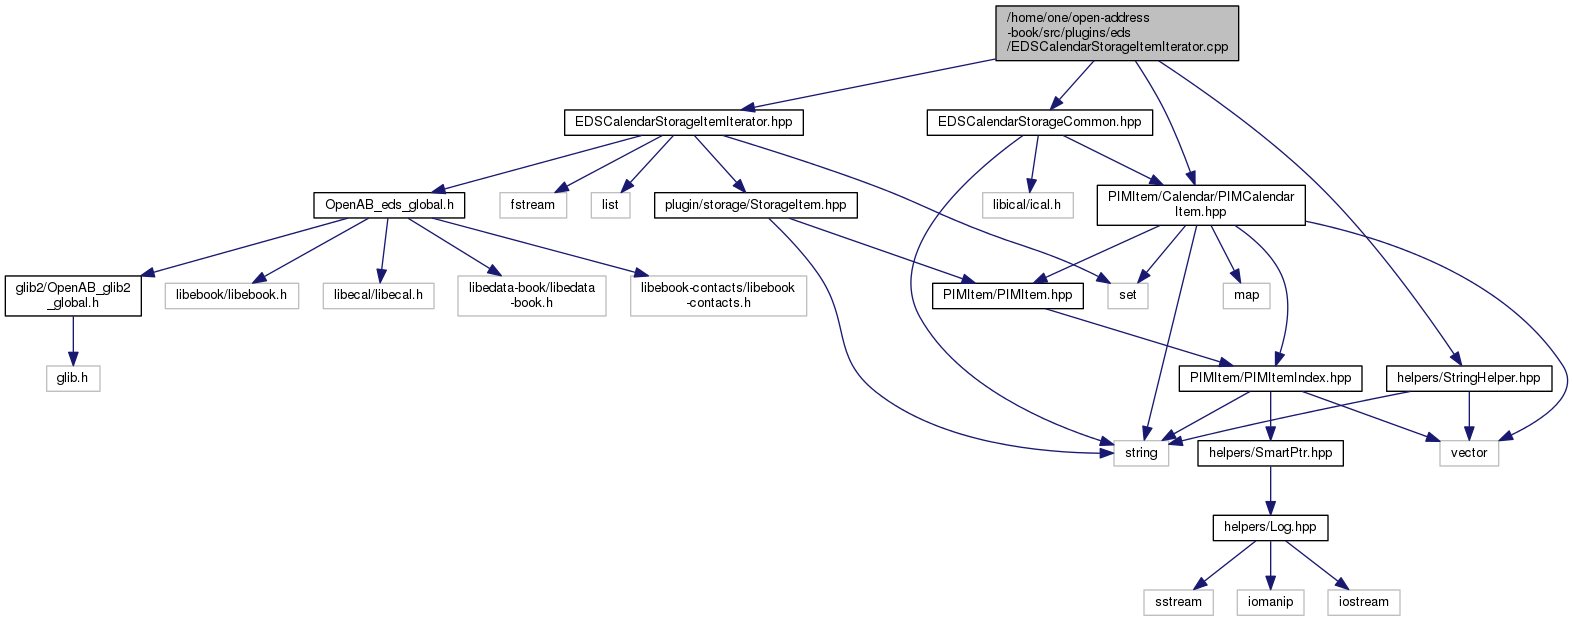 /home/one/open-address
-book/src/plugins/eds
/EDSCalendarStorageItemIterator.cpp
EDSCalendarStorageItemIterator.hpp
EDSCalendarStorageCommon.hpp
OpenAB_eds_global.h
fstream
list
plugin/storage/StorageItem.hpp
libical/ical.h
PIMItem/Calendar/PIMCalendar
Item.hpp
glib2/OpenAB_glib2
_global.h
libebook/libebook.h
libecal/libecal.h
libedata-book/libedata
-book.h
libebook-contacts/libebook
-contacts.h
PIMItem/PIMItem.hpp
set
map
glib.h
PIMItem/PIMItemIndex.hpp
helpers/StringHelper.hpp
string
helpers/SmartPtr.hpp
vector
helpers/Log.hpp
sstream
iomanip
iostream